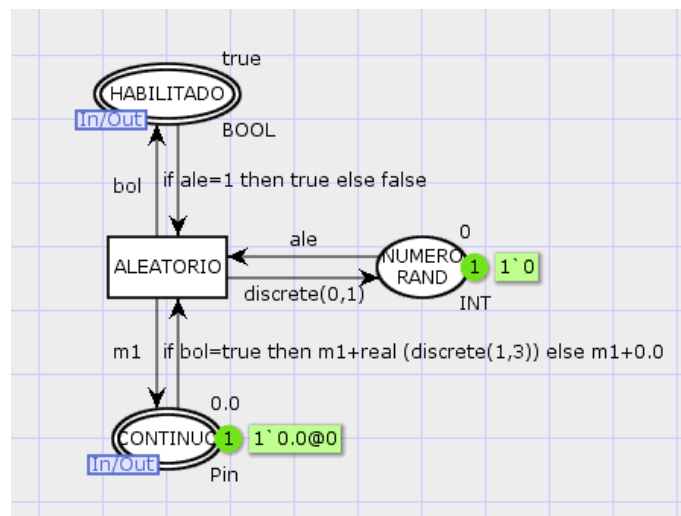 true
HABILITADO
In/Out
BOOL
bol
if ale=1 then true else false
ale
0
ALEATORIO
NUMERO
RAND
1
1`0
discrete(0,1)
INT
m1
if bol=true then m1+real (discrete(1,3)) else m1+0.0
0.0
CONTINUO
1
1`0.0@0
In/Out
Pin